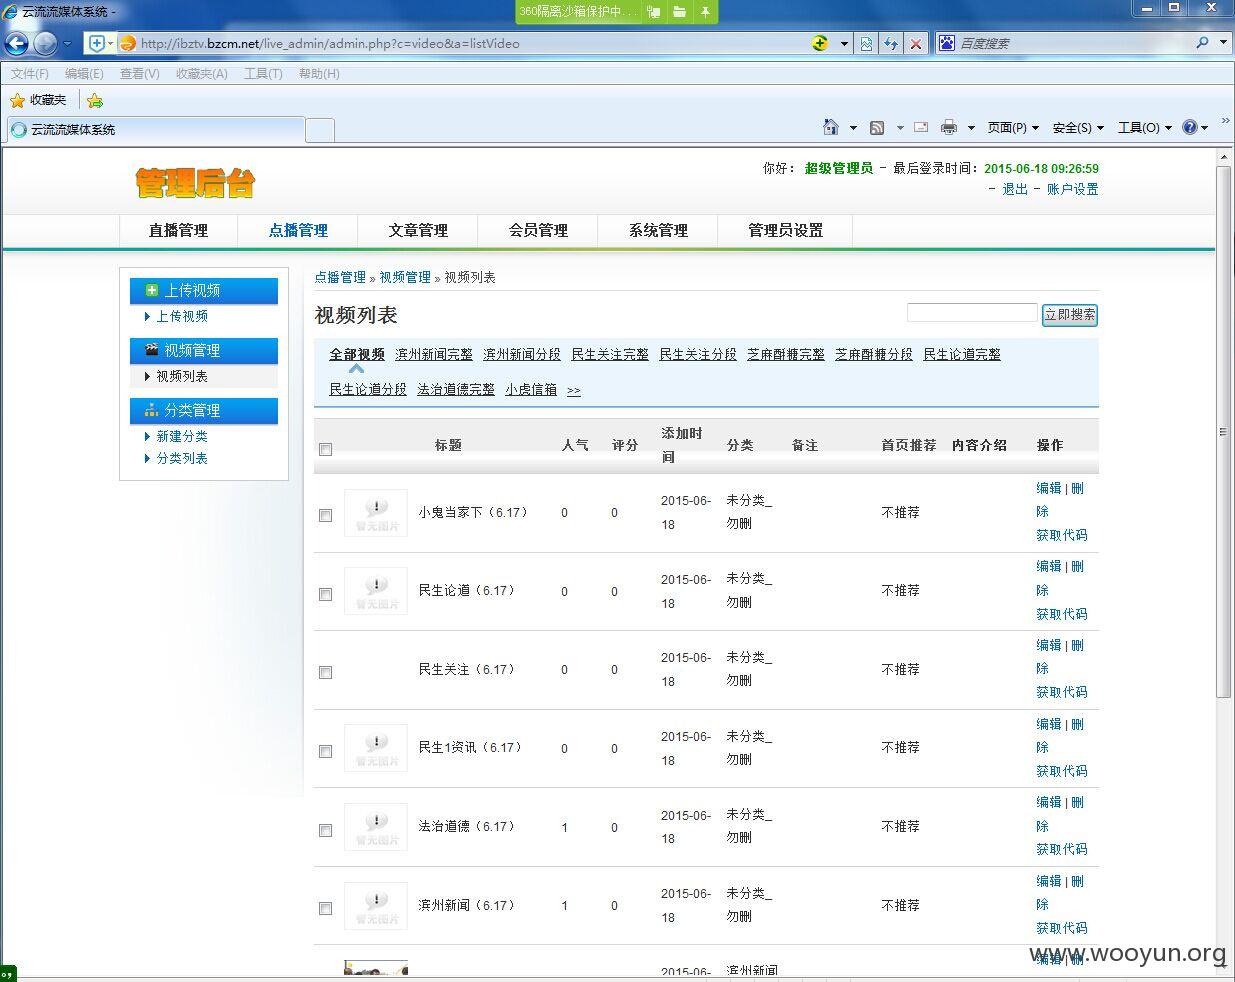 云流流媒体系统 -
360隔离沙箱保护中...
http://ibztv.bzcm.net/live_admin/admin.php?c=video&a=listVideo
百度搜索
文件(F) 编辑(E) 查看(V) 收藏夹(A) 工具(T) 帮助(H)
收藏夹
云流流媒体系统
页面(P) 安全(S) 工具(O)
管理后台
你好： 超级管理员 - 最后登录时间：2015-06-18 09:26:59
- 退出 - 账户设置
直播管理 点播管理 文章管理 会员管理 系统管理 管理员设置
上传视频
上传视频
视频管理
视频列表
分类管理
新建分类
分类列表
点播管理 » 视频管理 » 视频列表
视频列表
立即搜索
全部视频 滨州新闻完整 滨州新闻分段 民生关注完整 民生关注分段 芝麻酥糖完整 芝麻酥糖分段 民生论道完整
民生论道分段 法治道德完整 小虎信箱 >>
标题 人气 评分 添加时间 分类 备注 首页推荐 内容介绍 操作
暂无图片 小鬼当家下（6.17） 0 0 2015-06-18 未分类_勿删 不推荐 编辑 | 删除 获取代码
暂无图片 民生论道（6.17） 0 0 2015-06-18 未分类_勿删 不推荐 编辑 | 删除 获取代码
民生关注（6.17） 0 0 2015-06-18 未分类_勿删 不推荐 编辑 | 删除 获取代码
暂无图片 民生1资讯（6.17） 0 0 2015-06-18 未分类_勿删 不推荐 编辑 | 删除 获取代码
暂无图片 法治道德（6.17） 1 0 2015-06-18 未分类_勿删 不推荐 编辑 | 删除 获取代码
暂无图片 滨州新闻（6.17） 1 0 2015-06-18 未分类_勿删 不推荐 编辑 | 删除 获取代码
2015-06- 滨州新闻 编辑 | 删
www.wooyun.org